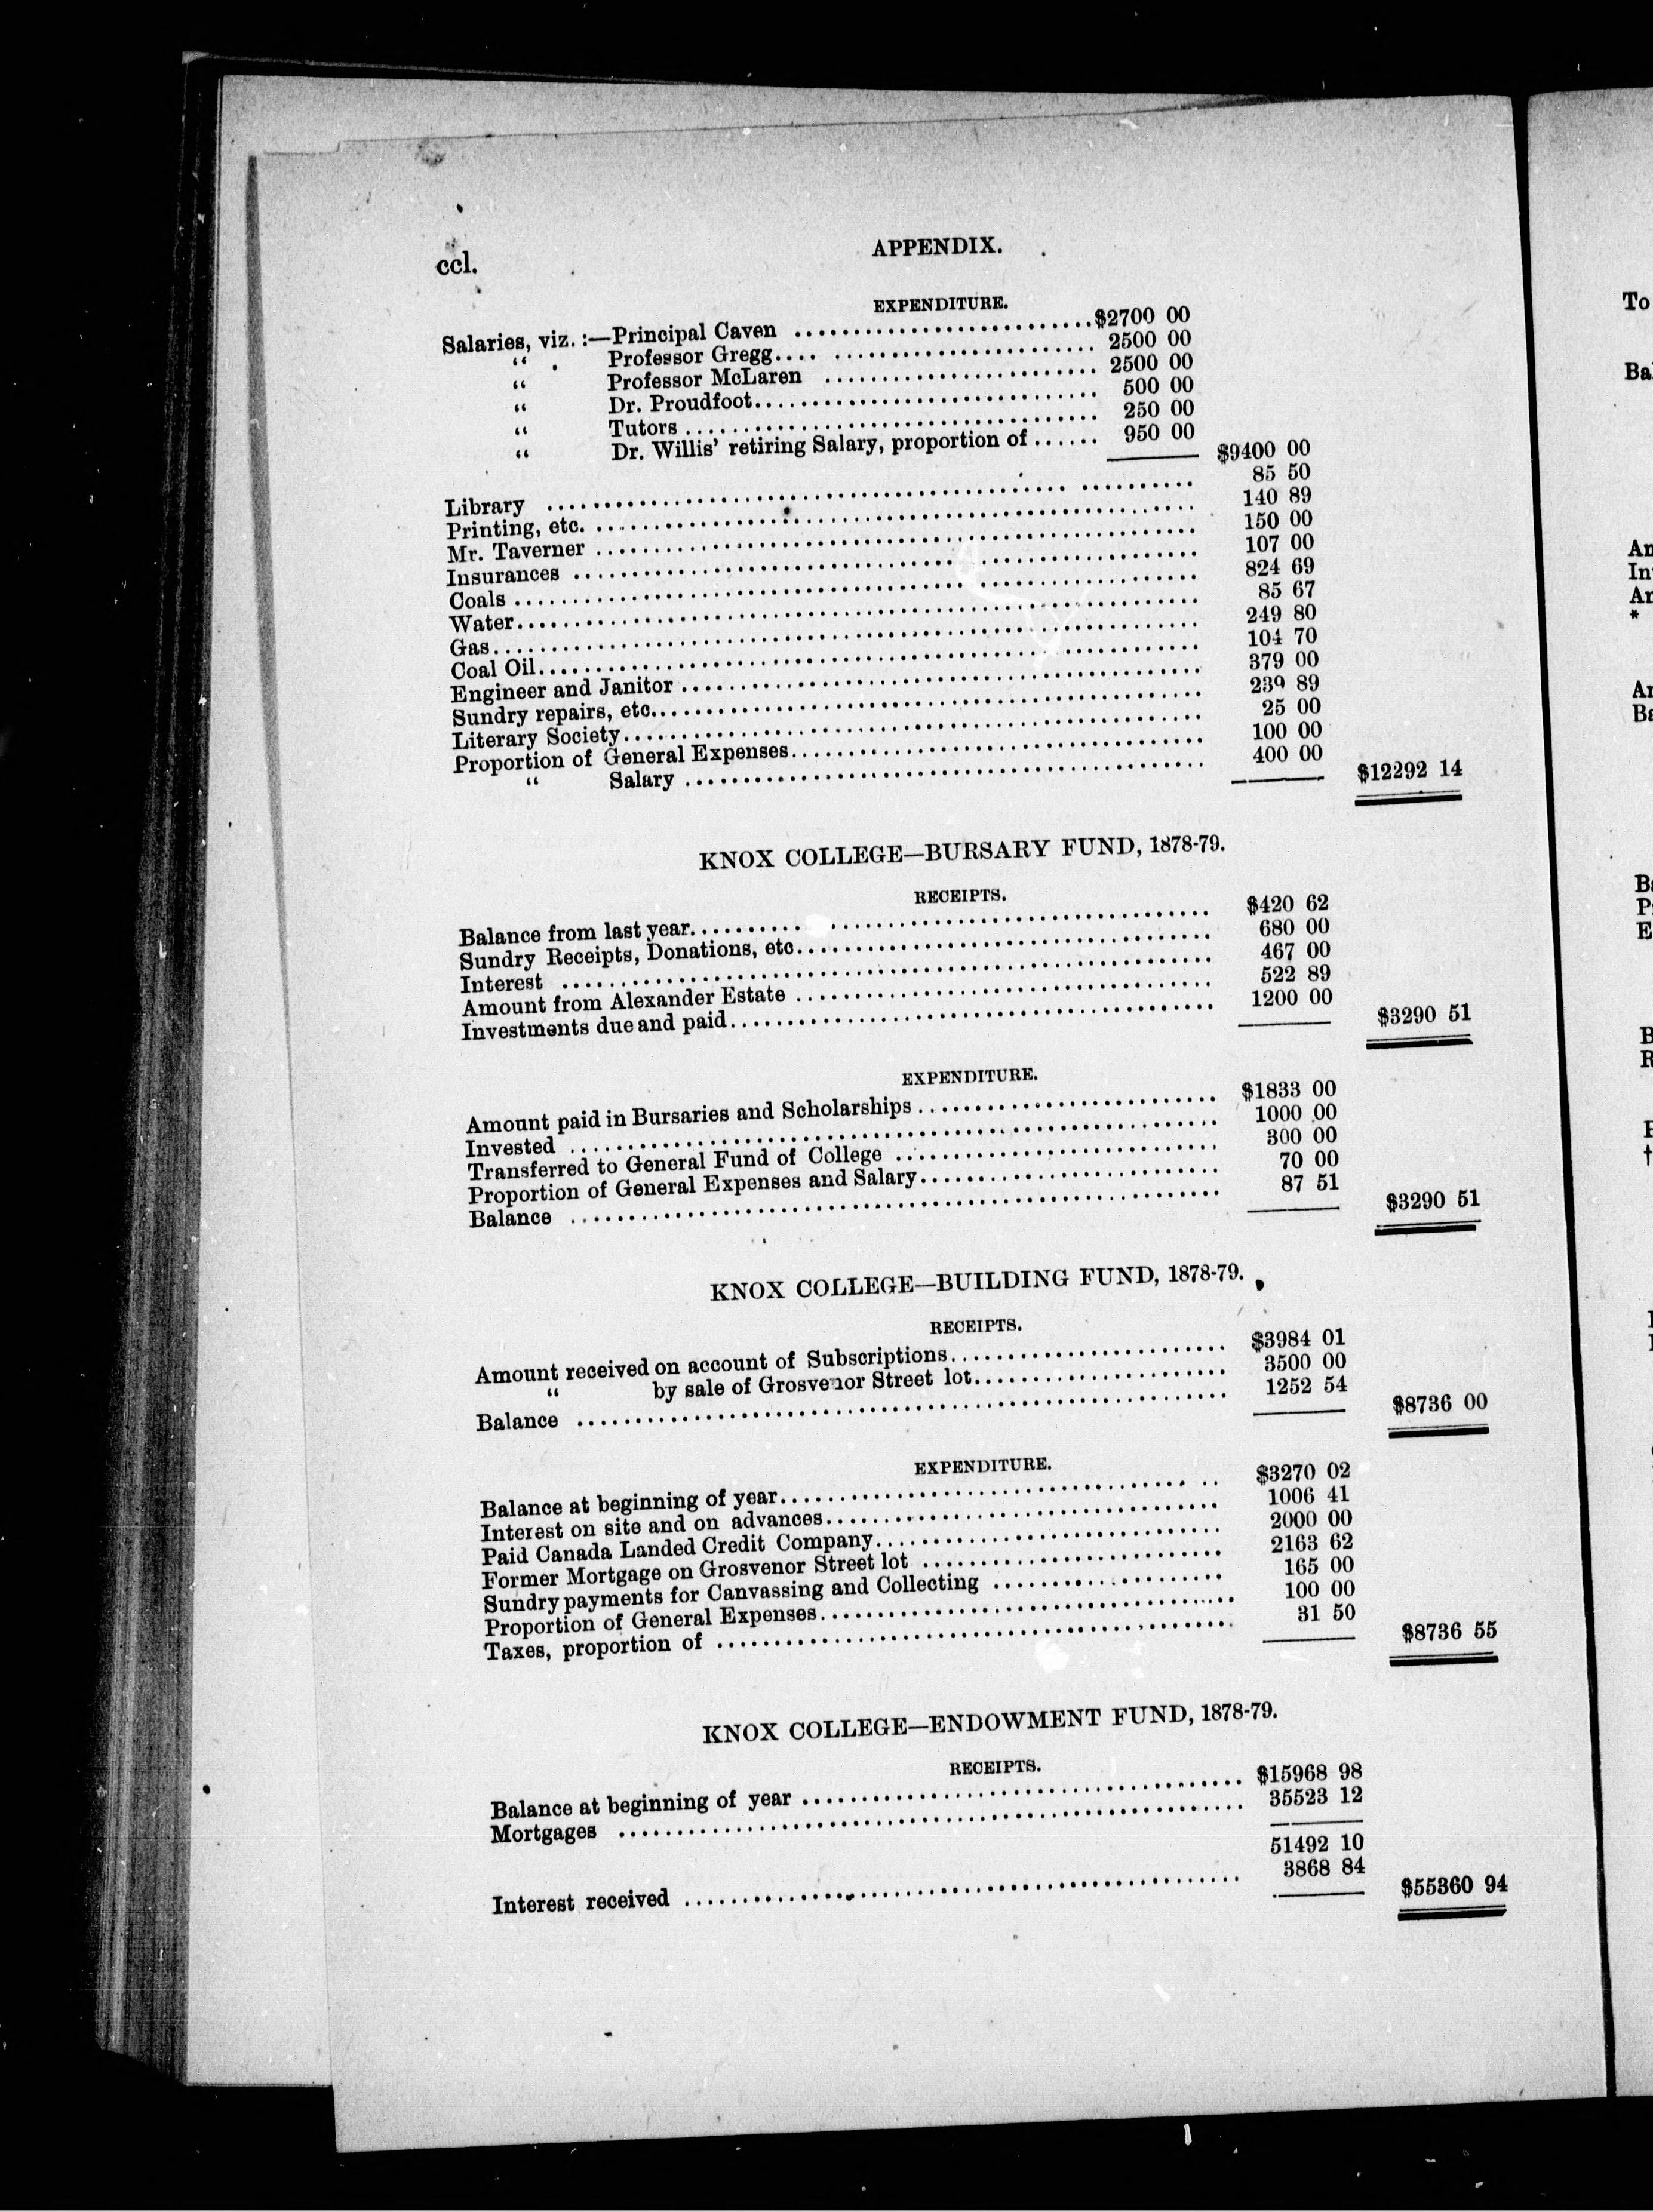 APPENDIX.
ccl.
EXPENDITURE.
Salaries, viz. :—Principal Caven .......................... $2700 00
“ Professor Gregg.... ....................... 2500 00
“ Professor McLaren ........................ 2500 00
“ Dr. Proudfoot.............................. 500 00
“ Tutors .................................... 250 00
“ Dr. Willis’ retiring Salary, proportion of ...... 950 00
$9400 00
Library ........................................ 85 50
Printing, etc. ........................................ 140 89
Mr. Taverner ........................................ 150 00
Insurances ........................................ 107 00
Coals ........................................ 824 69
Water........................................ 85 67
Gas........................................ 249 80
Coal Oil........................................ 104 70
Engineer and Janitor ........................................ 379 00
Sundry repairs, etc........................................ 239 89
Literary Society........................................ 25 00
Proportion of General Expenses........................................ 100 00
“ Salary ........................................ 400 00
$12292 14
KNOX COLLEGE—BURSARY FUND, 1878-79.
RECEIPTS.
Balance from last year.......... .............................. $420 62
Sundry Receipts, Donations, etc.............................. 680 00
Interest ........................................ 467 00
Amount from Alexander Estate .............................. 522 89
Investments due and paid.............................. 1200 00
$3290 51
EXPENDITURE.
Amount paid in Bursaries and Scholarships .......................... $1833 00
Invested ........................................ 1000 00
Transferred to General Fund of College .......................... 300 00
Proportion of General Expenses and Salary.......................... 70 00
Balance ........................................ 87 51
$3290 51
KNOX COLLEGE—BUILDING FUND, 1878-79.
RECEIPTS.
Amount received on account of Subscriptions........................ $3984 01
“ by sale of Grosvenor Street lot...................... 3500 00
Balance ........................................ 1252 54
$8736 00
EXPENDITURE.
Balance at beginning of year.................................... $3270 02
Interest on site and on advances.................................. 1006 41
Paid Canada Landed Credit Company.............................. 2000 00
Former Mortgage on Grosvenor Street lot .......................... 2163 62
Sundry payments for Canvassing and Collecting .................... 165 00
Proportion of General Expenses.................................... 100 00
Taxes, proportion of ........................................ 31 50
$8736 55
KNOX COLLEGE—ENDOWMENT FUND, 1878-79.
RECEIPTS.
Balance at beginning of year ...................................... $15968 98
Mortgages ........................................ 35523 12
51492 10
Interest received ........................................ 3868 84
$55360 94
To